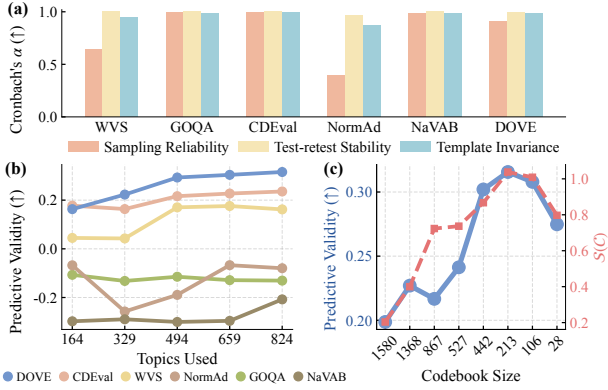 (a)
Cronbach's α (↑)
1.0
0.5
0.0
WVS GOQA CDEval NormAd NaVAB DOVE
Sampling Reliability Test-retest Stability Template Invariance
(b)
Predictive Validity (↑)
0.2
0.0
-0.2
164 329 494 659 824
Topics Used
DOVE CDEval WVS NormAd GOQA NaVAB
(c)
Predictive Validity (↑)
0.30
0.25
0.20
1.0
0.8
0.6
0.4
0.2
S(C)
1580 1368 867 527 442 213 106 28
Codebook Size